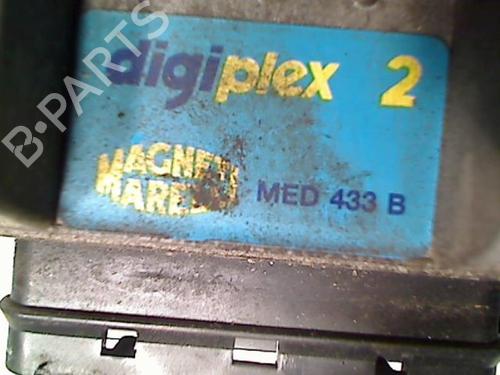 digiplex 2
MAGNETI
MARELLI
MED 433 B
B-PARTS